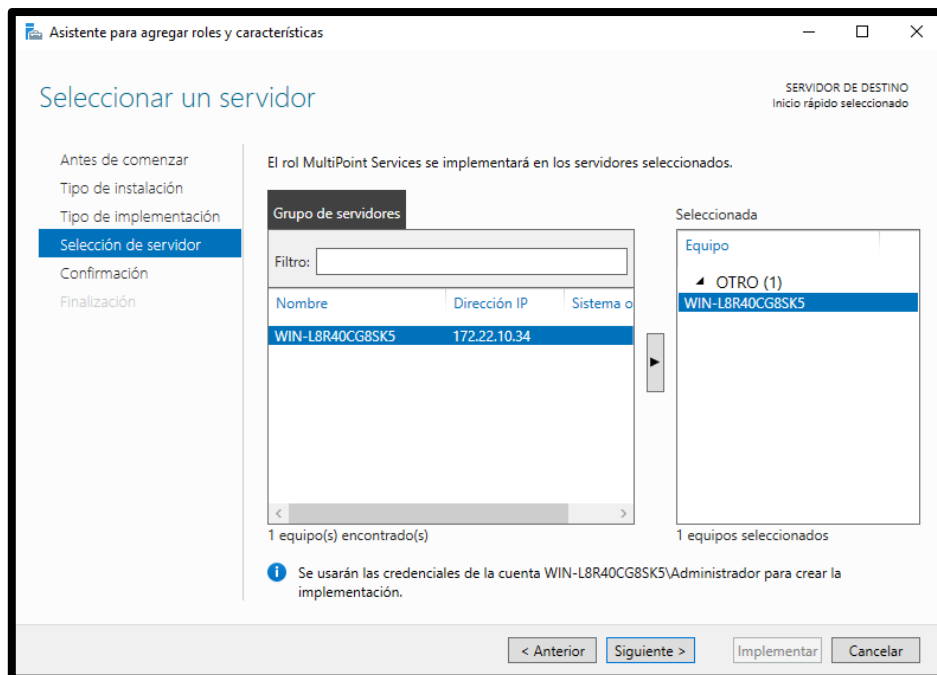 Asistente para agregar roles y características
Seleccionar un servidor
SERVIDOR DE DESTINO
Inicio rápido seleccionado
Antes de comenzar
Tipo de instalación
Tipo de implementación
Selección de servidor
Confirmación
Finalización
El rol MultiPoint Services se implementará en los servidores seleccionados.
Grupo de servidores
Filtro:
Nombre Dirección IP Sistema o
WIN-L8R40CG8SK5 172.22.10.34
1 equipo(s) encontrado(s)
Seleccionada
Equipo
OTRO (1)
WIN-L8R40CG8SK5
1 equipos seleccionados
Se usarán las credenciales de la cuenta WIN-L8R40CG8SK5\Administrador para crear la
implementación.
< Anterior Siguiente > Implementar Cancelar